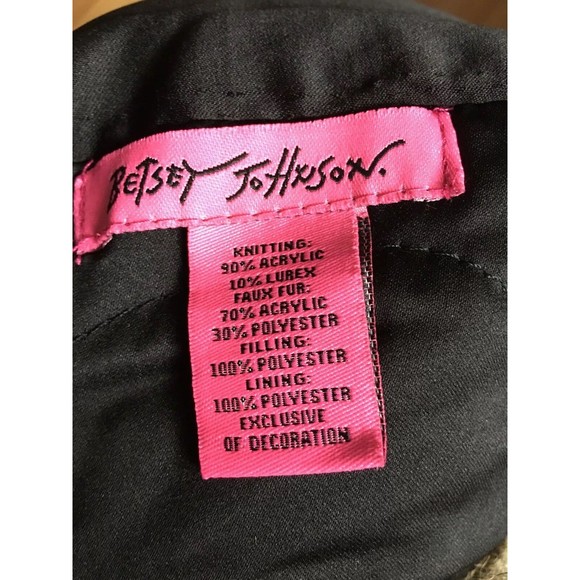 BETSEY JOHNSON.
KNITTING:
90% ACRYLIC
10% LUREX
FAUX FUR:
70% ACRYLIC
30% POLYESTER
FILLING:
100% POLYESTER
LINING:
100% POLYESTER
EXCLUSIVE
OF DECORATION